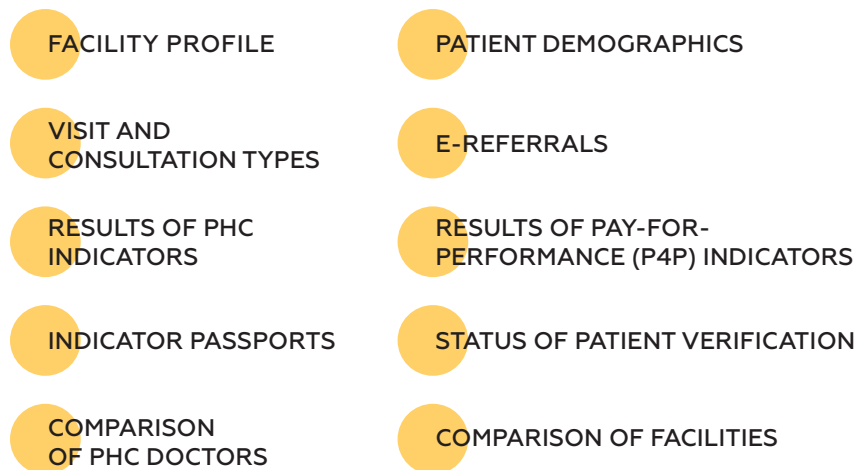 FACILITY PROFILE
PATIENT DEMOGRAPHICS
VISIT AND
CONSULTATION TYPES
E-REFERRALS
RESULTS OF PHC
INDICATORS
RESULTS OF PAY-FOR-
PERFORMANCE (P4P) INDICATORS
INDICATOR PASSPORTS
STATUS OF PATIENT VERIFICATION
COMPARISON
OF PHC DOCTORS
COMPARISON OF FACILITIES